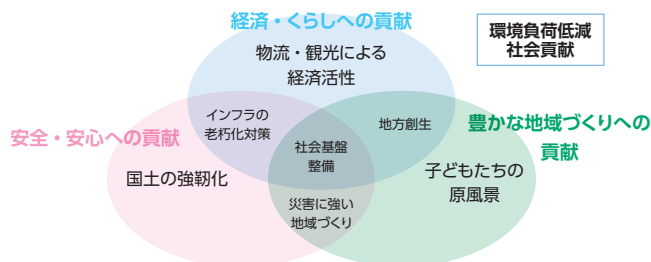 経済・くらしへの貢献
環境負荷低減
社会貢献
物流・観光による
経済活性
安全・安心への貢献
インフラの
老朽化対策
地方創生
豊かな地域づくりへの
貢献
社会基盤
整備
国土の強靭化
子どもたちの
原風景
災害に強い
地域づくり